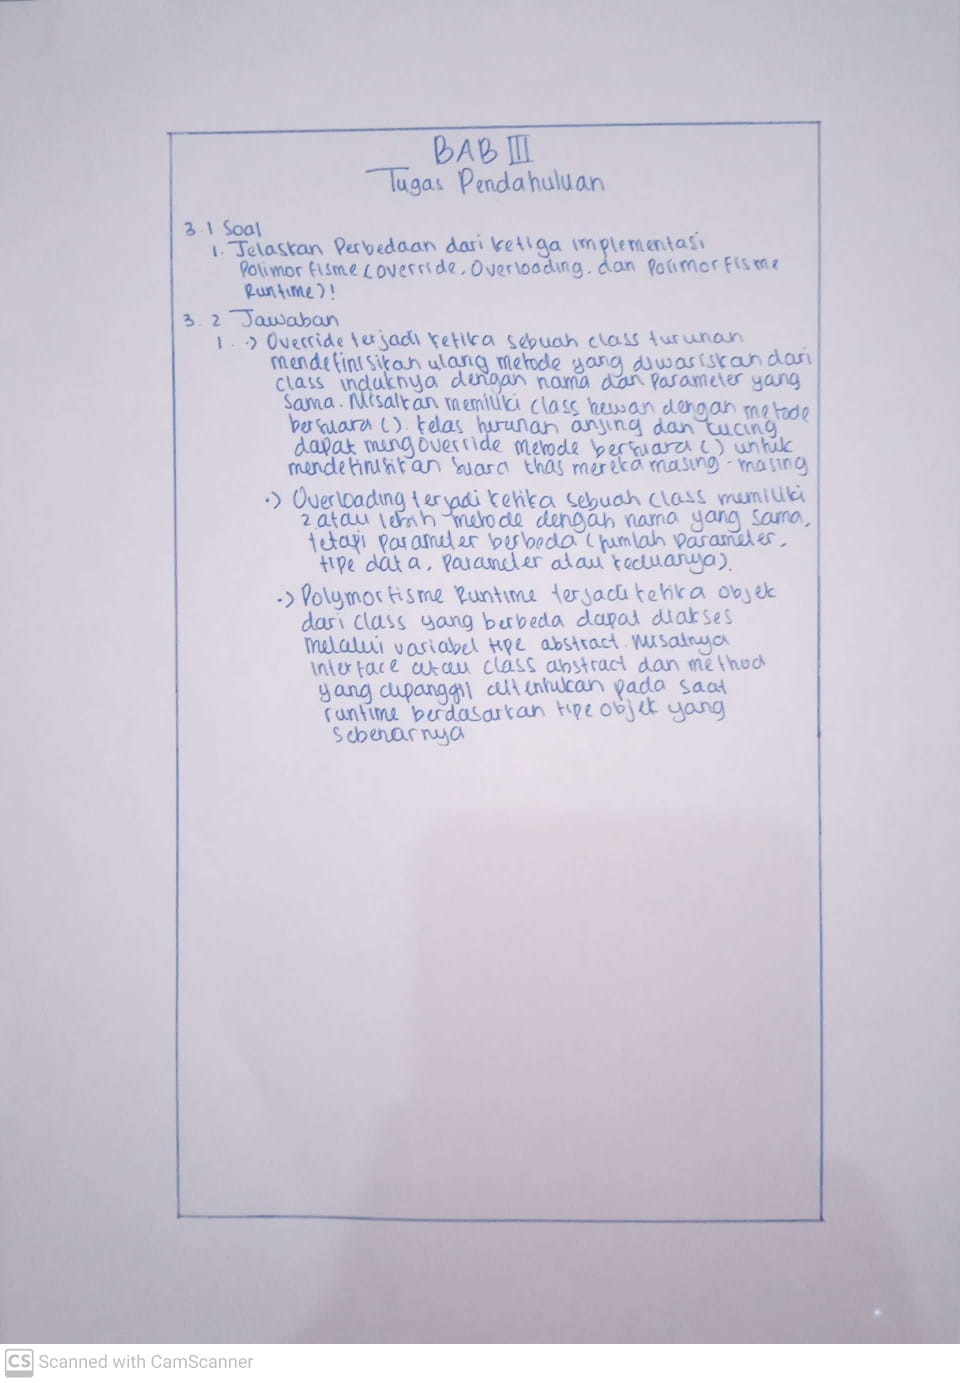 BAB III
Tugas Pendahuluan
3.1 Soal
1. Jelaskan Perbedaan dari ketiga implementasi
Polimorfisme (override, Overloading, dan Polimorfisme
Runtime)!
3.2 Jawaban
1. ·) Override terjadi ketika sebuah class turunan
mendefinisikan ulang metode yang diwariskan dari
class induknya dengan nama dan Parameter yang
sama. Misalkan memiliki class hewan dengan metode
bersuara (). kelas turunan anjing dan kucing
dapat mengoverride metode bersuara () untuk
mendefinisikan suara khas mereka masing-masing
·) Overloading terjadi ketika sebuah class memiliki
2 atau lebih metode dengan nama yang sama,
tetapi parameter berbeda (jumlah parameter,
tipe data, parameter atau keduanya).
·) Polymorfisme Runtime terjadi ketika objek
dari class yang berbeda dapat diakses
melalui variabel tipe abstract. Misalnya
interface atau class abstract dan method
yang dipanggil ditentukan pada saat
runtime berdasarkan tipe objek yang
sebenarnya
CS Scanned with CamScanner